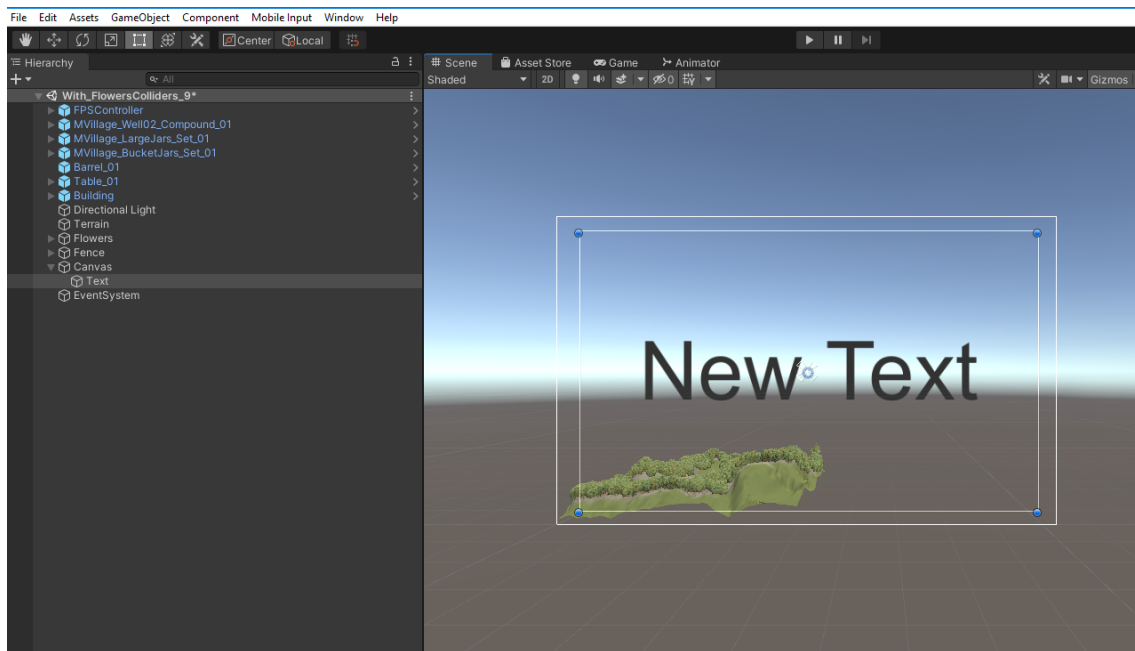 File Edit Assets GameObject Component Mobile Input Window Help
Center Local
Hierarchy
All
With_FlowersColliders_9*
FPSController
MVillage_Well02_Compound_01
MVillage_LargeJars_Set_01
MVillage_BucketJars_Set_01
Barrel_01
Table_01
Building
Directional Light
Terrain
Flowers
Fence
Canvas
Text
EventSystem
Scene Asset Store Game Animator
Shaded 2D 0 Gizmos
New Text